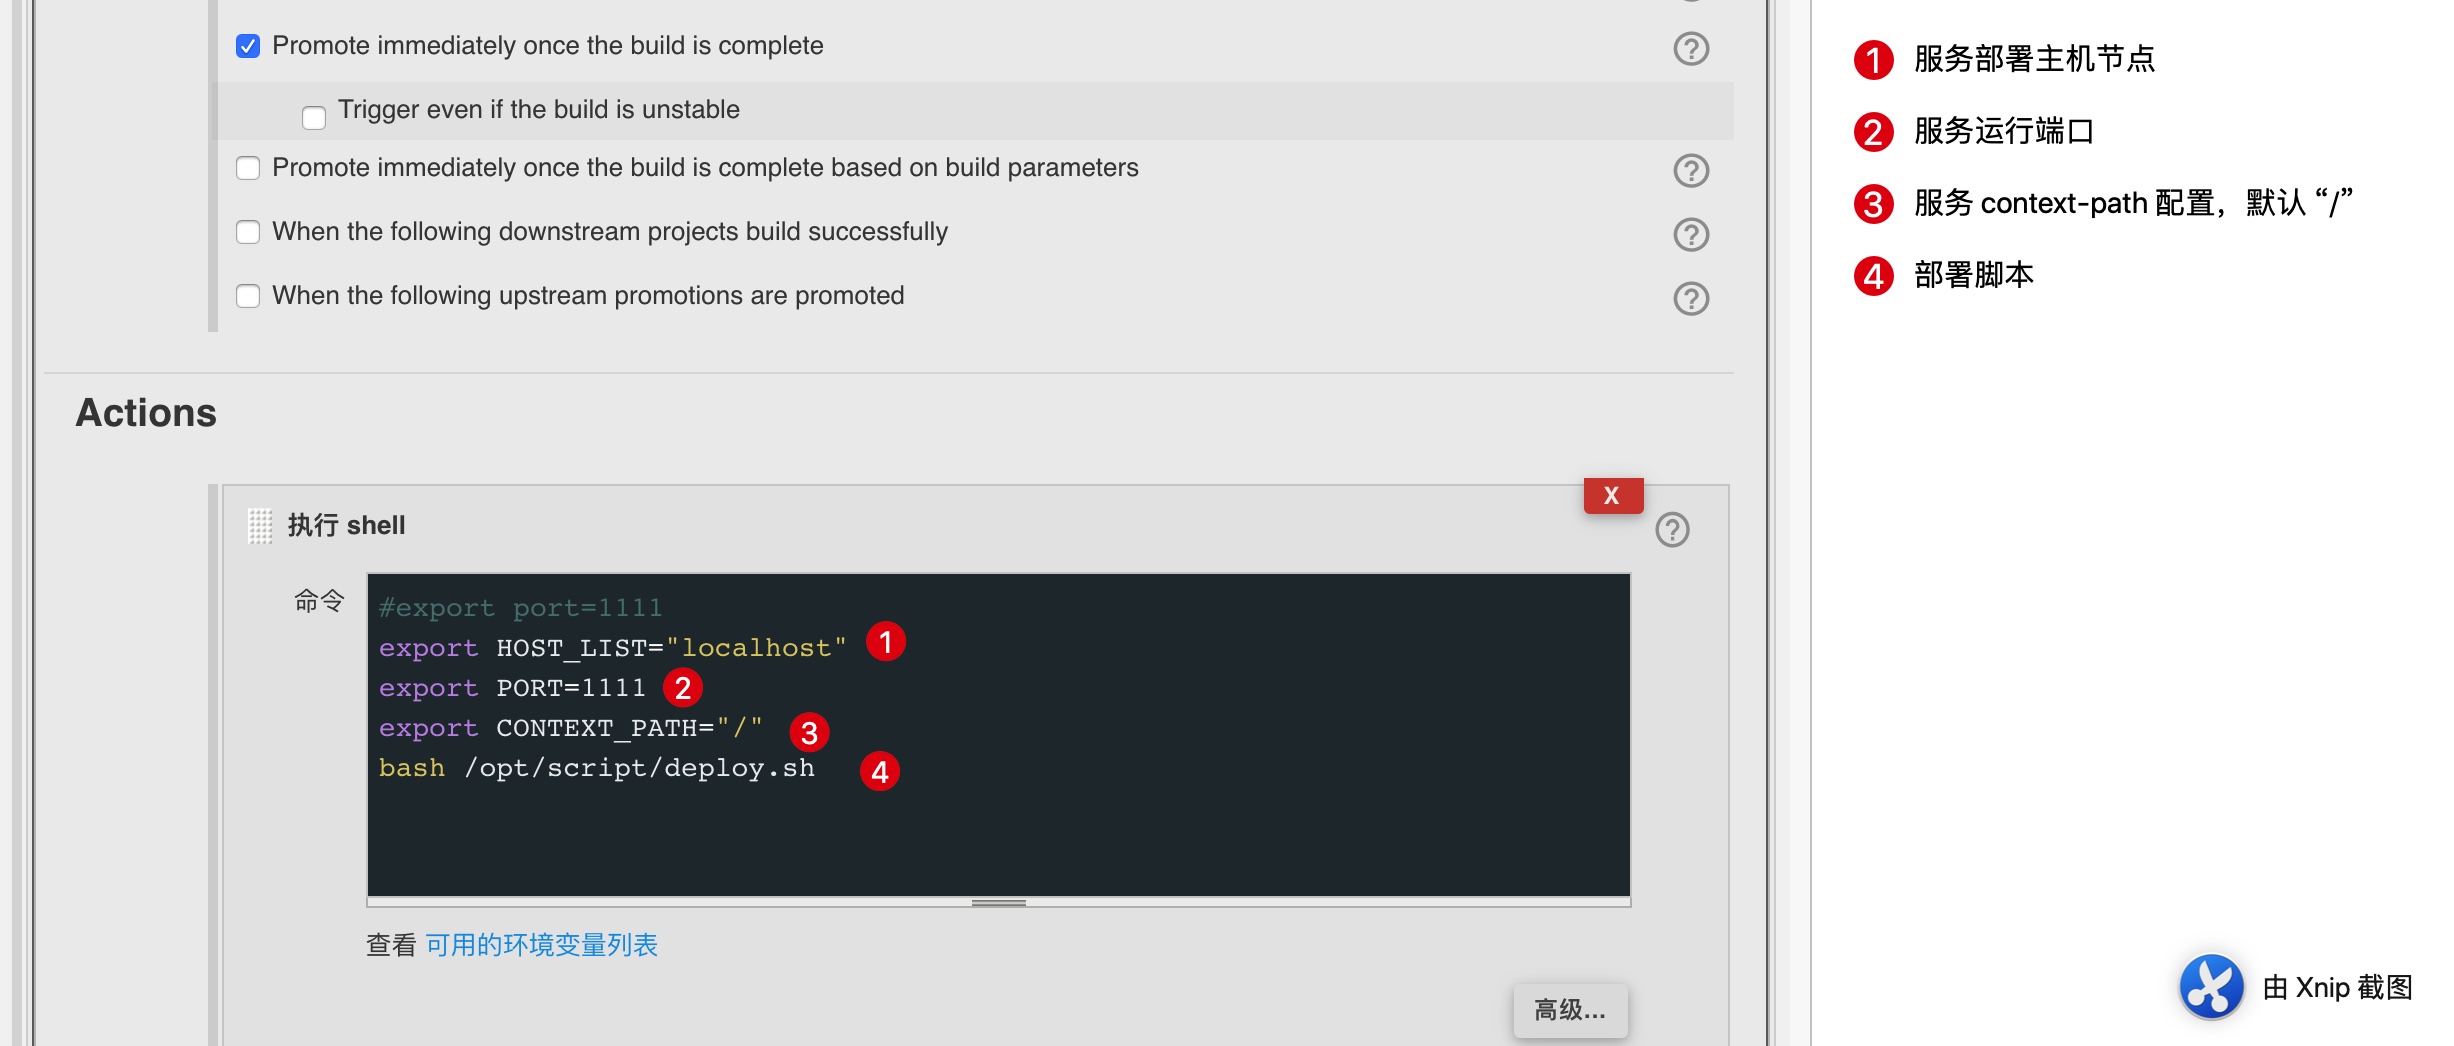 Promote immediately once the build is complete
Trigger even if the build is unstable
Promote immediately once the build is complete based on build parameters
When the following downstream projects build successfully
When the following upstream promotions are promoted
Actions
X
执行 shell
命令
#export port=1111
export HOST_LIST="localhost" 1
export PORT=1111 2
export CONTEXT_PATH="/" 3
bash /opt/script/deploy.sh 4
查看 可用的环境变量列表
高级...
1 服务部署主机节点
2 服务运行端口
3 服务 context-path 配置，默认 “/”
4 部署脚本
由 Xnip 截图